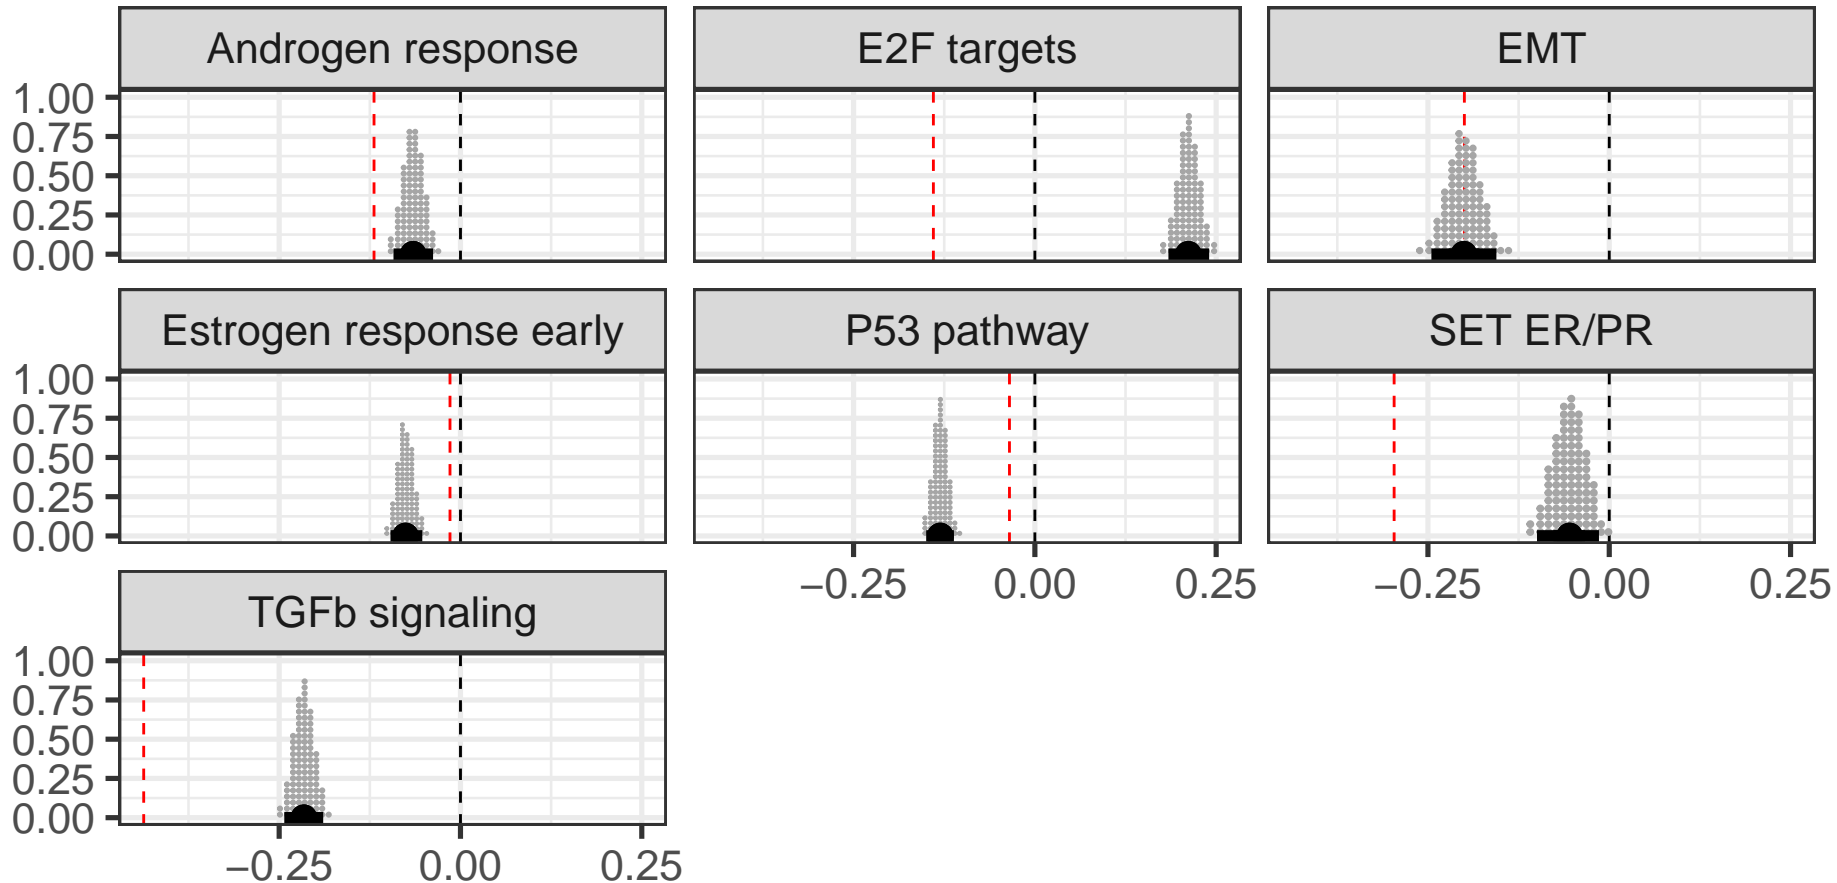 Androgen response
E2F targets
EMT
1.00
0.75
0.50
0.25
0.00
Estrogen response early
P53 pathway
SET ER/PR
1.00
0.75
0.50
0.25
0.00
−0.25 0.00 0.25
−0.25 0.00 0.25
TGFb signaling
1.00
0.75
0.50
0.25
0.00
−0.25 0.00 0.25